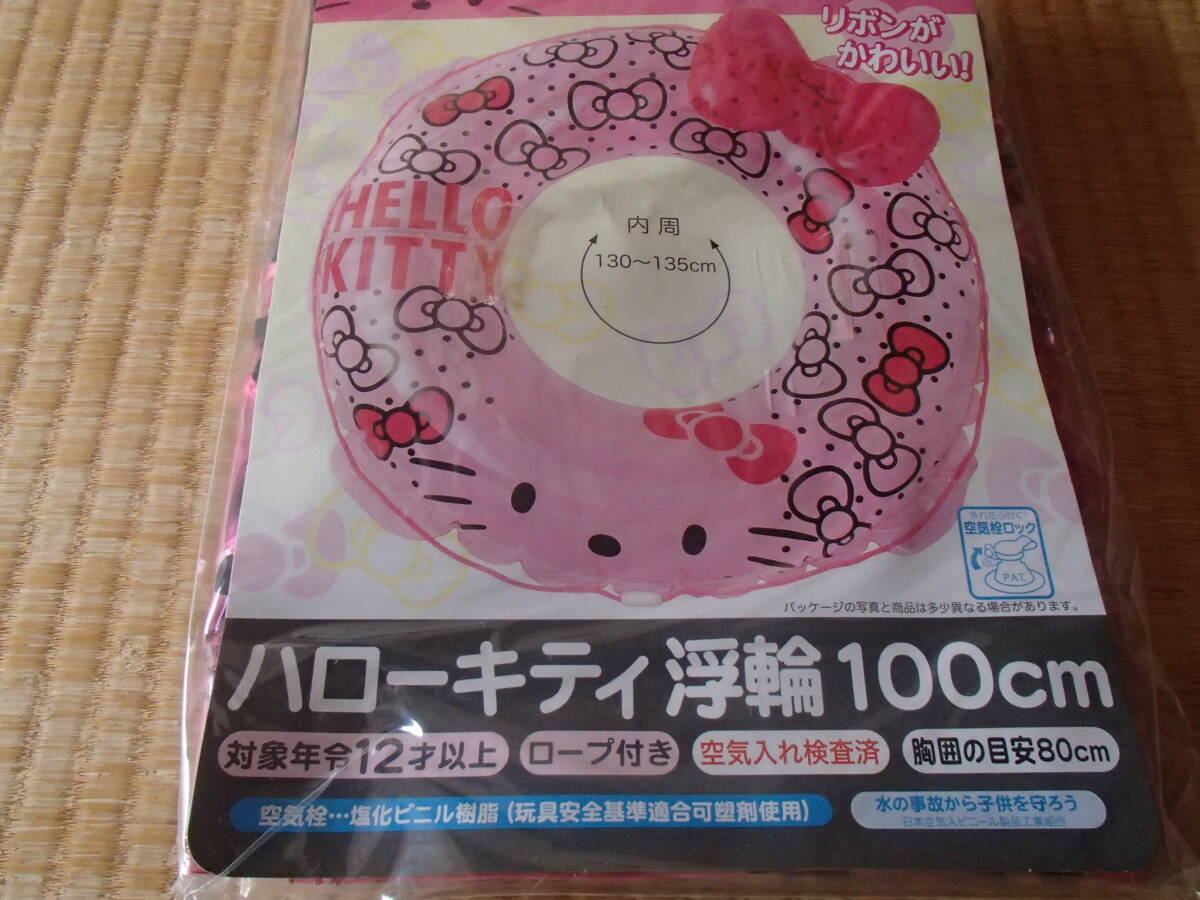 リボンが
かわいい!
HELLO
KITTY
内周
130〜135cm
空気栓ロック
PAT.
パッケージの写真と商品は多少異なる場合があります。
ハローキティ 浮輪 100cm
対象年令12才以上 ロープ付き 空気入れ検査済 胸囲の目安80cm
空気栓…塩化ビニル樹脂(玩具安全基準適合可塑剤使用)
水の事故から子供を守ろう
日本空気入ビニール製品工業組合